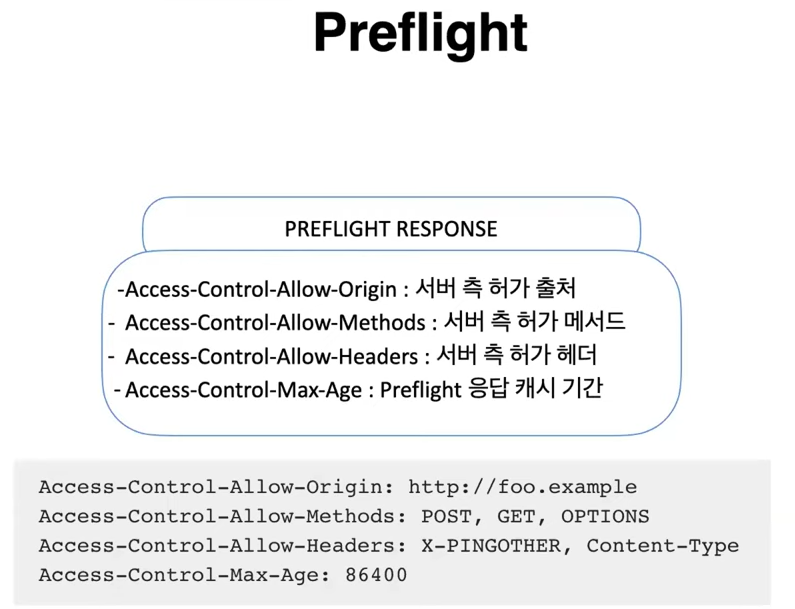 Preflight
PREFLIGHT RESPONSE
-Access-Control-Allow-Origin : 서버 측 허가 출처
- Access-Control-Allow-Methods : 서버 측 허가 메서드
- Access-Control-Allow-Headers : 서버 측 허가 헤더
- Access-Control-Max-Age : Preflight 응답 캐시 기간
Access-Control-Allow-Origin: http://foo.example
Access-Control-Allow-Methods: POST, GET, OPTIONS
Access-Control-Allow-Headers: X-PINGOTHER, Content-Type
Access-Control-Max-Age: 86400